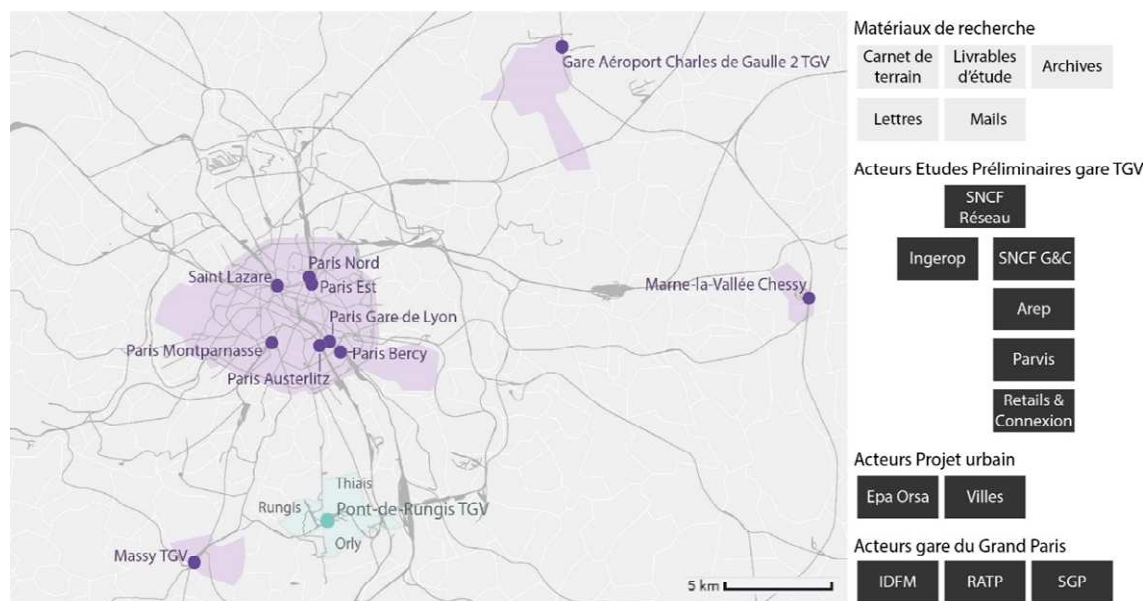 Gare Aéroport Charles de Gaulle 2 TGV
Paris Nord
Saint Lazare
Paris Est
Marne-la-Vallée Chessy
Paris Gare de Lyon
Paris Montparnasse
Paris Bercy
Paris Austerlitz
Thiais
Rungis
Pont-de-Rungis TGV
Orly
Massy TGV
5 km
Matériaux de recherche
Carnet de
terrain
Livrables
d'étude
Archives
Lettres
Mails
Acteurs Etudes Préliminaires gare TGV
SNCF
Réseau
Ingerop
SNCF G&C
Arep
Parvis
Retails &
Connexion
Acteurs Projet urbain
Epa Orsa
Villes
Acteurs gare du Grand Paris
IDFM
RATP
SGP